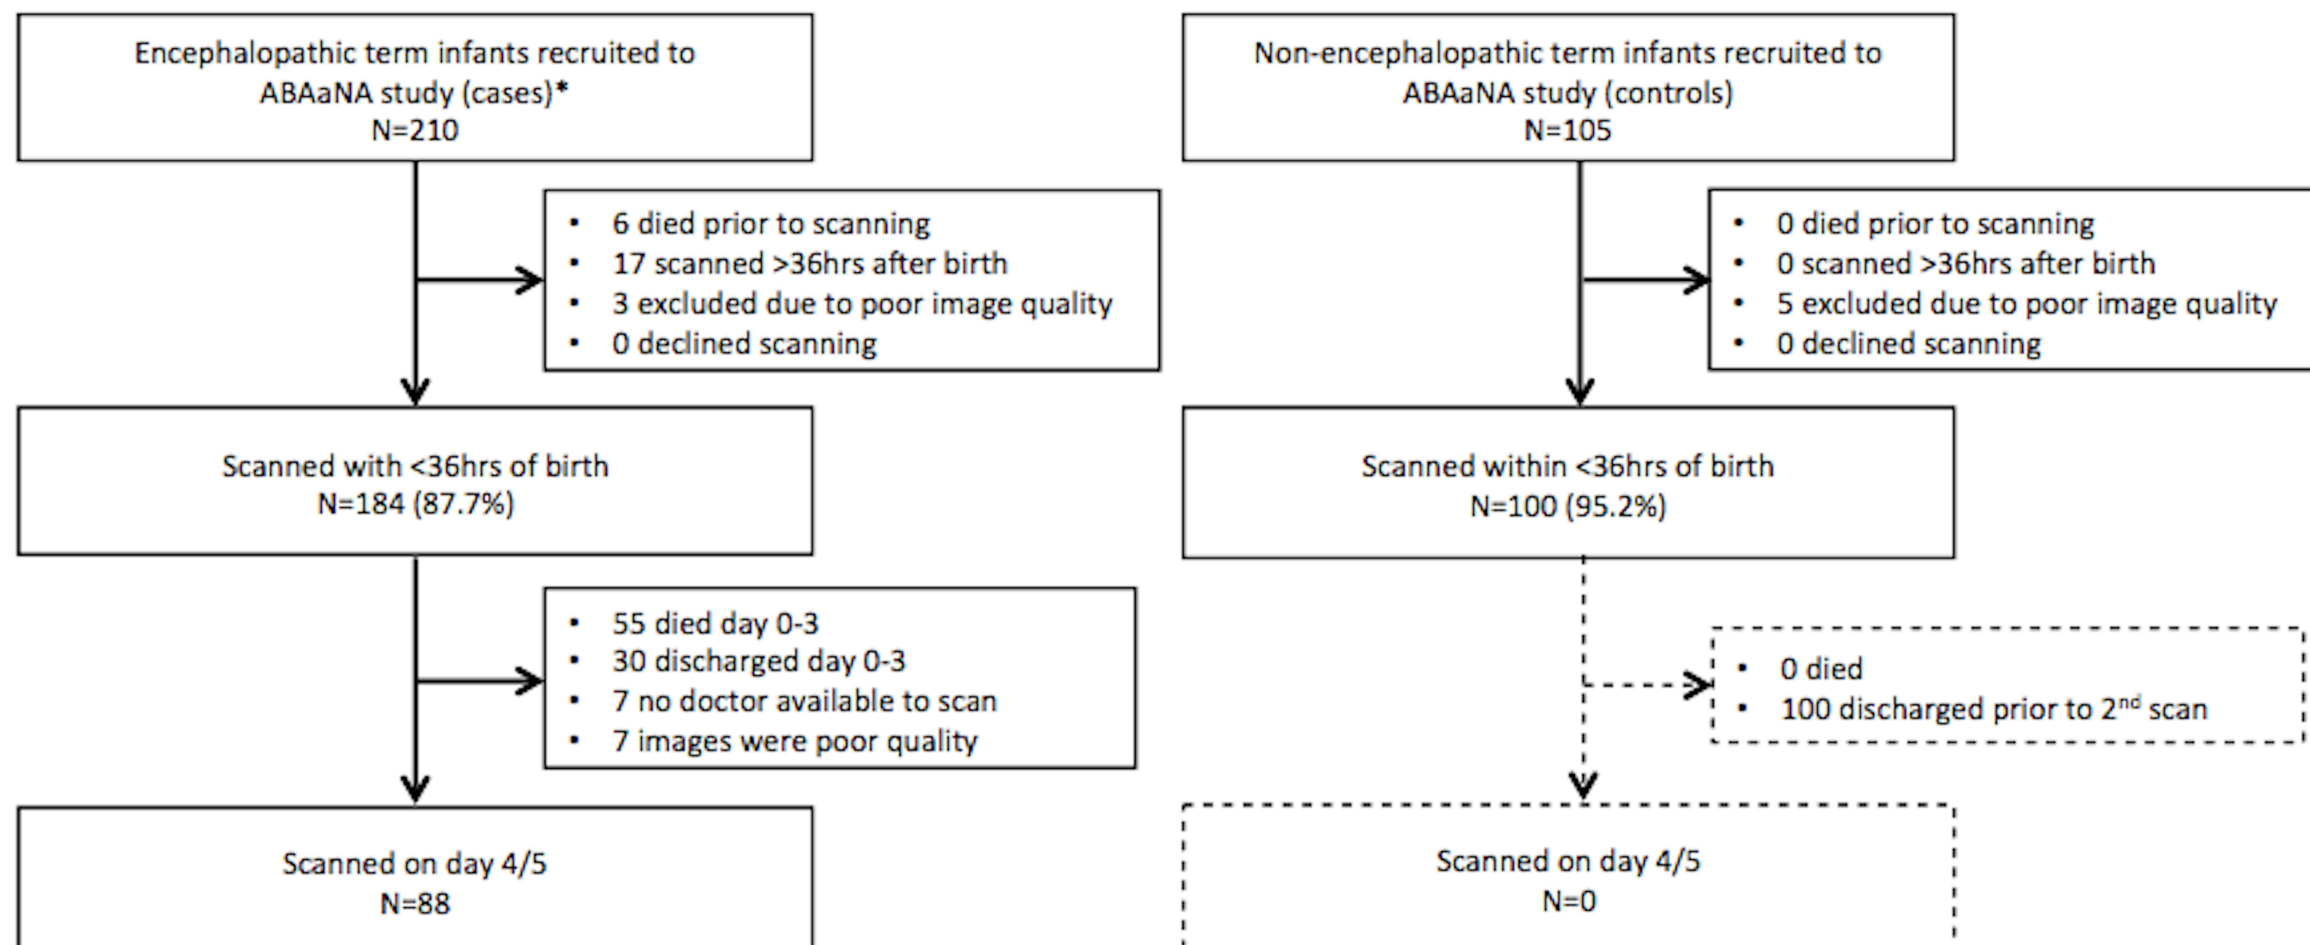 Encephalopathic term infants recruited to
ABAaNA study (cases)*
N=210
Non-encephalopathic term infants recruited to
ABAaNA study (controls)
N=105
• 6 died prior to scanning
• 17 scanned >36hrs after birth
• 3 excluded due to poor image quality
• 0 declined scanning
• 0 died prior to scanning
• 0 scanned >36hrs after birth
• 5 excluded due to poor image quality
• 0 declined scanning
Scanned with <36hrs of birth
N=184 (87.7%)
Scanned within <36hrs of birth
N=100 (95.2%)
• 55 died day 0-3
• 30 discharged day 0-3
• 7 no doctor available to scan
• 7 images were poor quality
• 0 died
• 100 discharged prior to 2nd scan
Scanned on day 4/5
N=88
Scanned on day 4/5
N=0